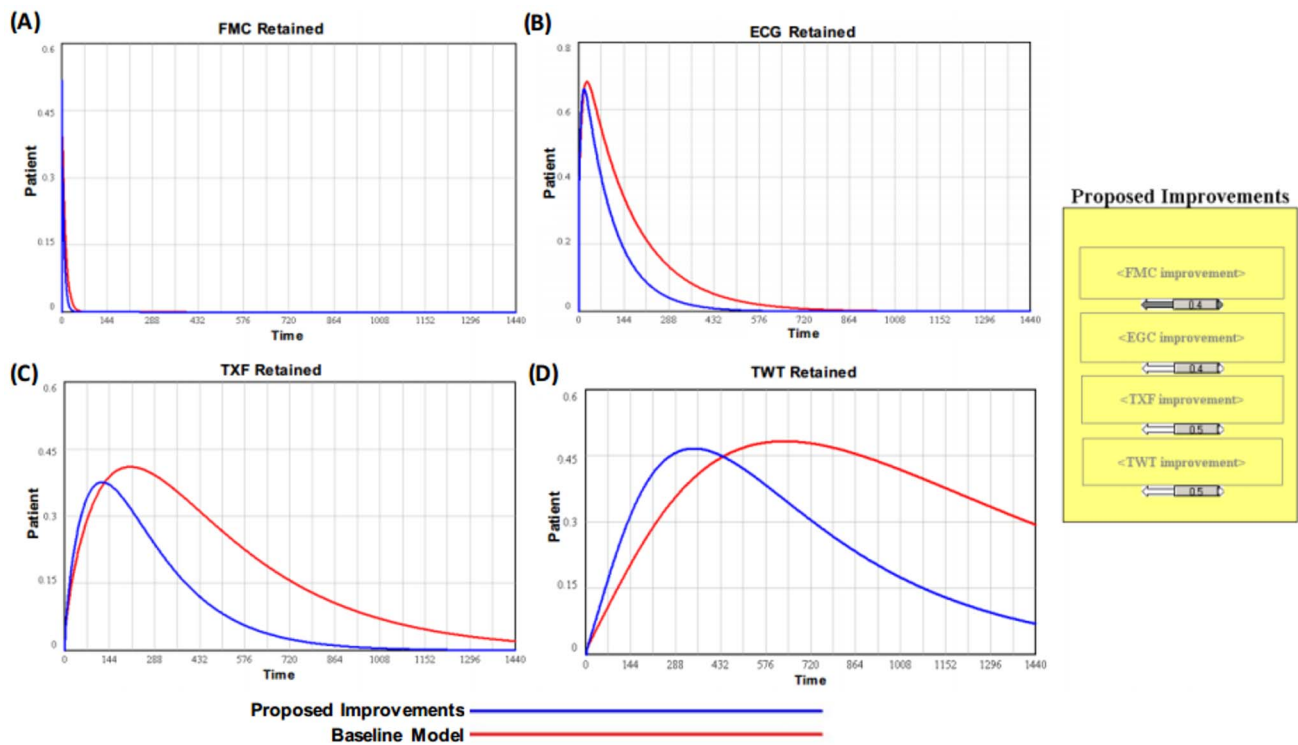 (A)
FMC Retained
0.6
0.45
0.3
0.15
0
Patient
0 144 288 432 576 720 864 1008 1152 1296 1440
Time
(B)
ECG Retained
0.8
0.6
0.4
0.2
0
Patient
0 144 288 432 576 720 864 1008 1152 1296 1440
Time
(C)
TXF Retained
0.6
0.45
0.3
0.15
0
Patient
0 144 288 432 576 720 864 1008 1152 1296 1440
Time
(D)
TWT Retained
0.6
0.45
0.3
0.15
0
Patient
0 144 288 432 576 720 864 1008 1152 1296 1440
Time
Proposed Improvements
<FMC improvement>
0.4
<EGC improvement>
0.4
<TXF improvement>
0.5
<TWT improvement>
0.5
Proposed Improvements
Baseline Model